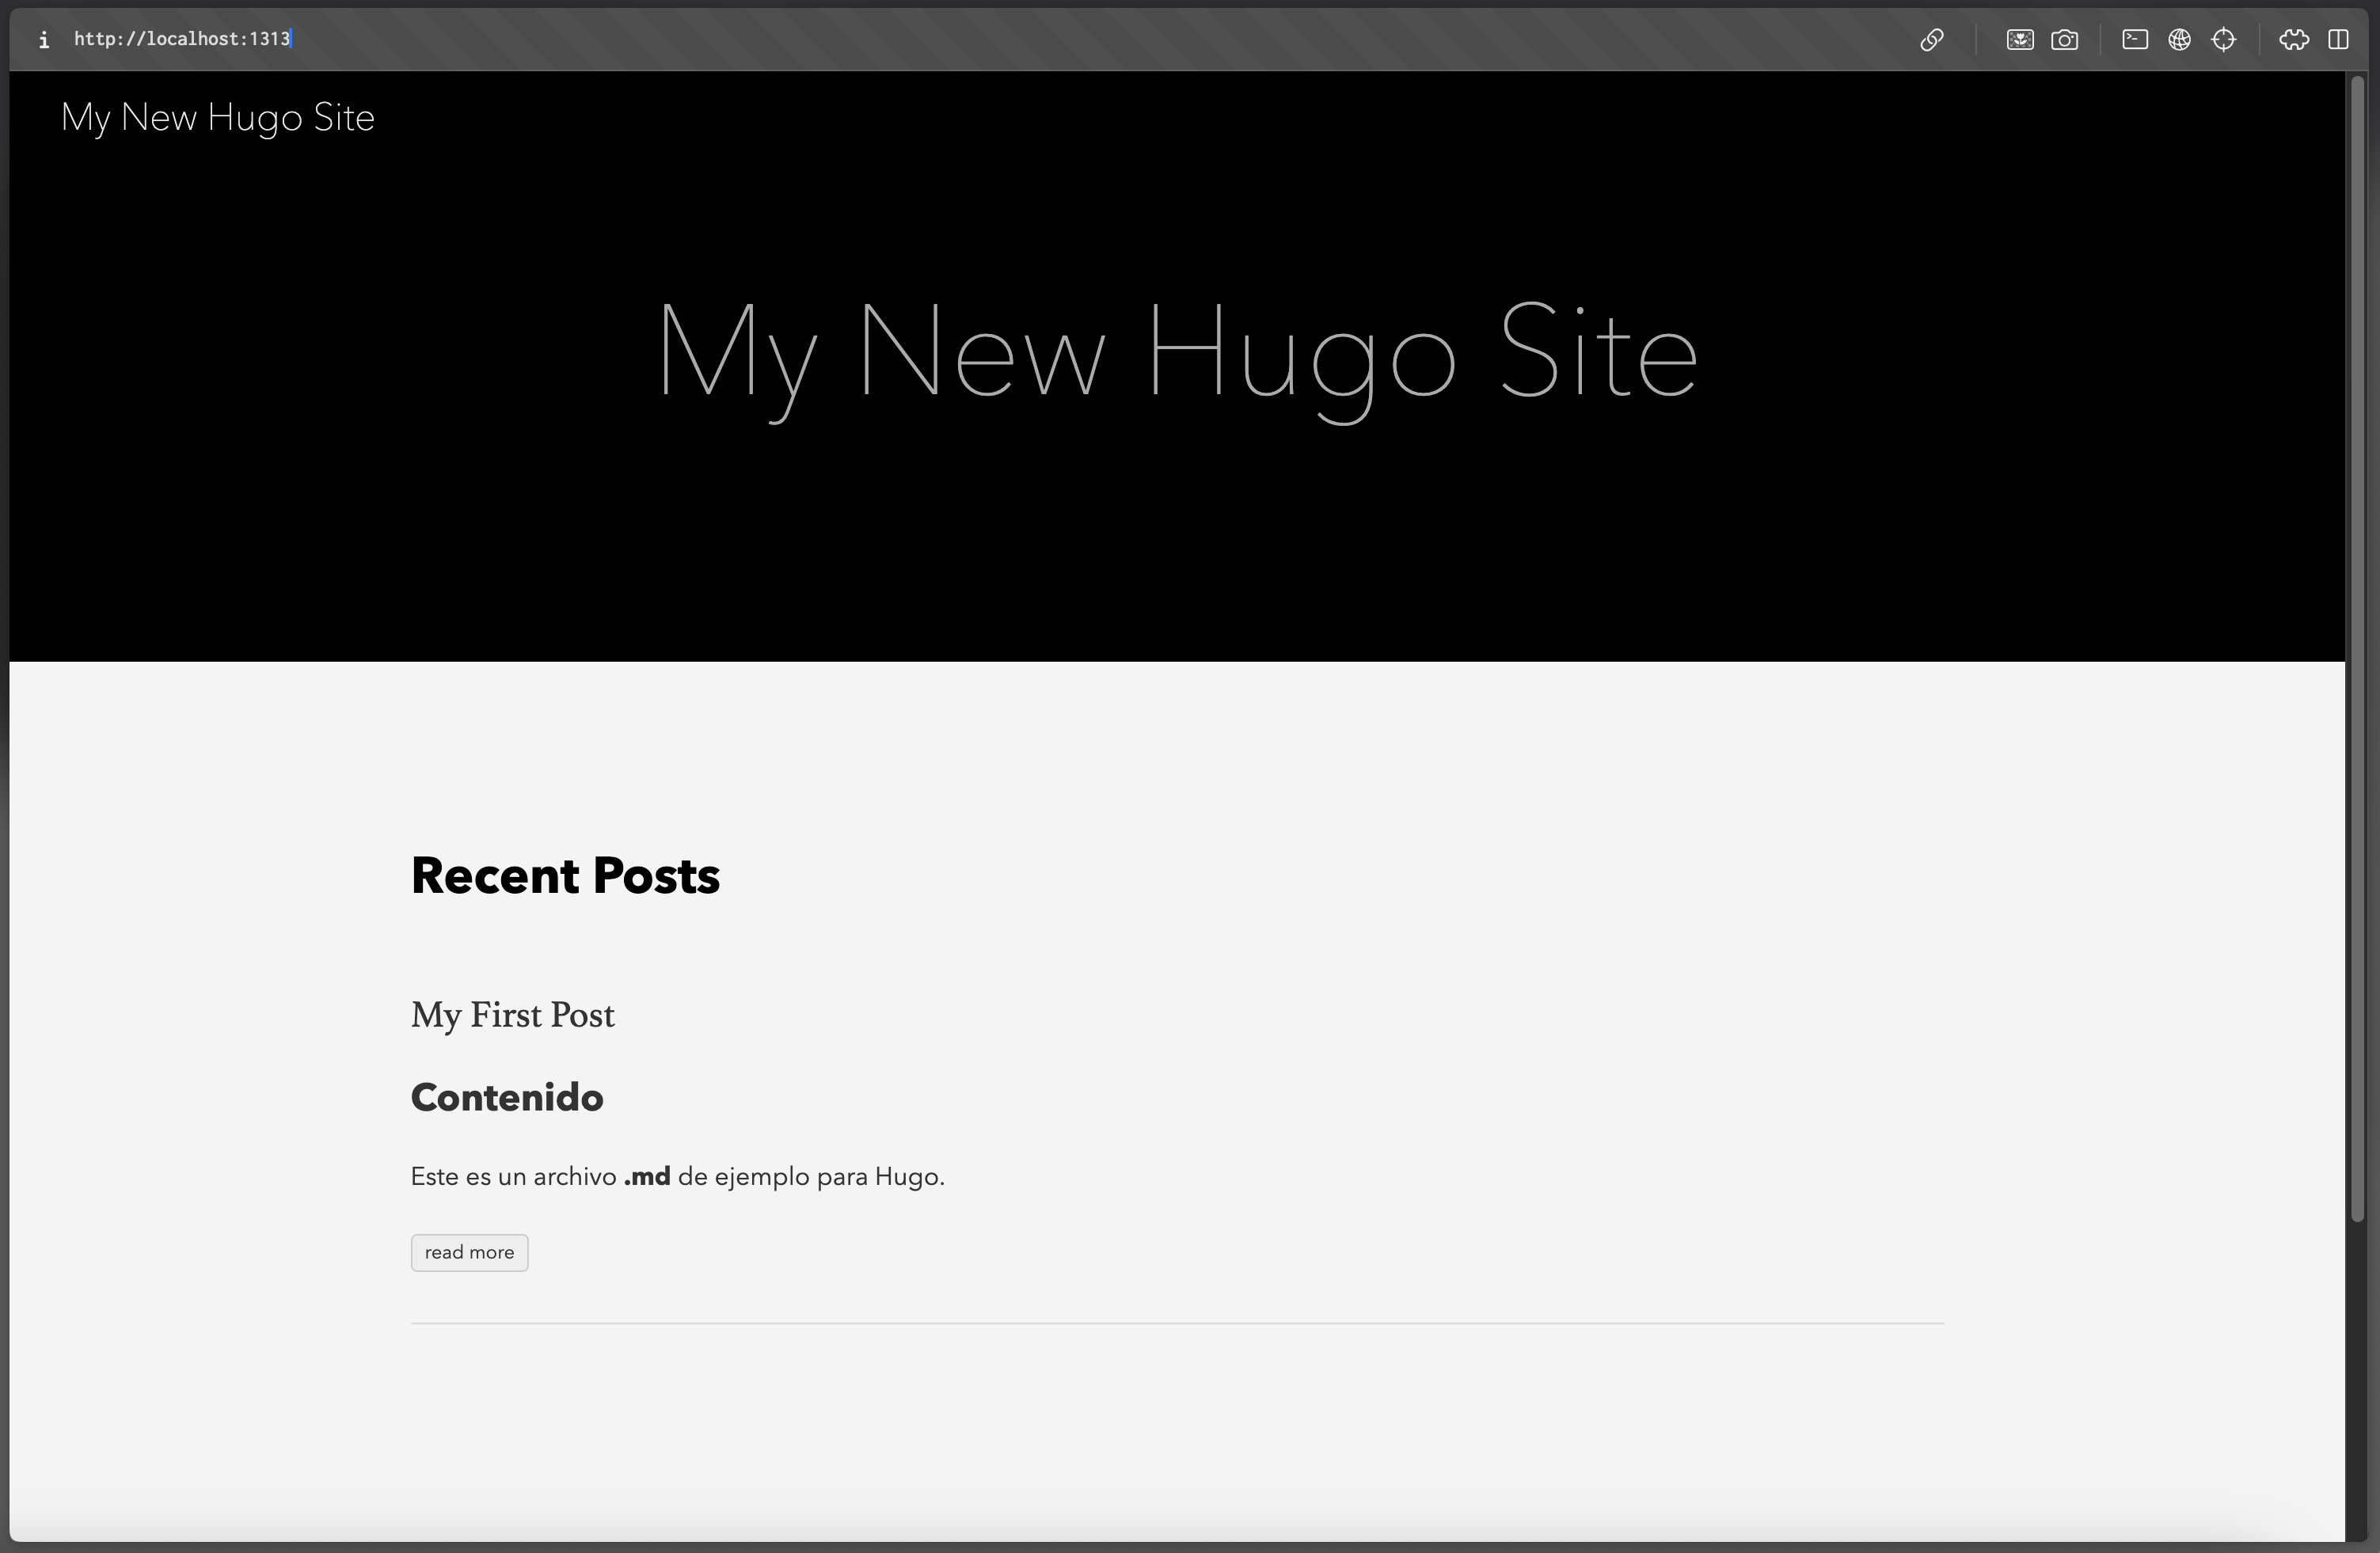 http://localhost:1313
My New Hugo Site
My New Hugo Site
Recent Posts
My First Post
Contenido
Este es un archivo .md de ejemplo para Hugo.
read more